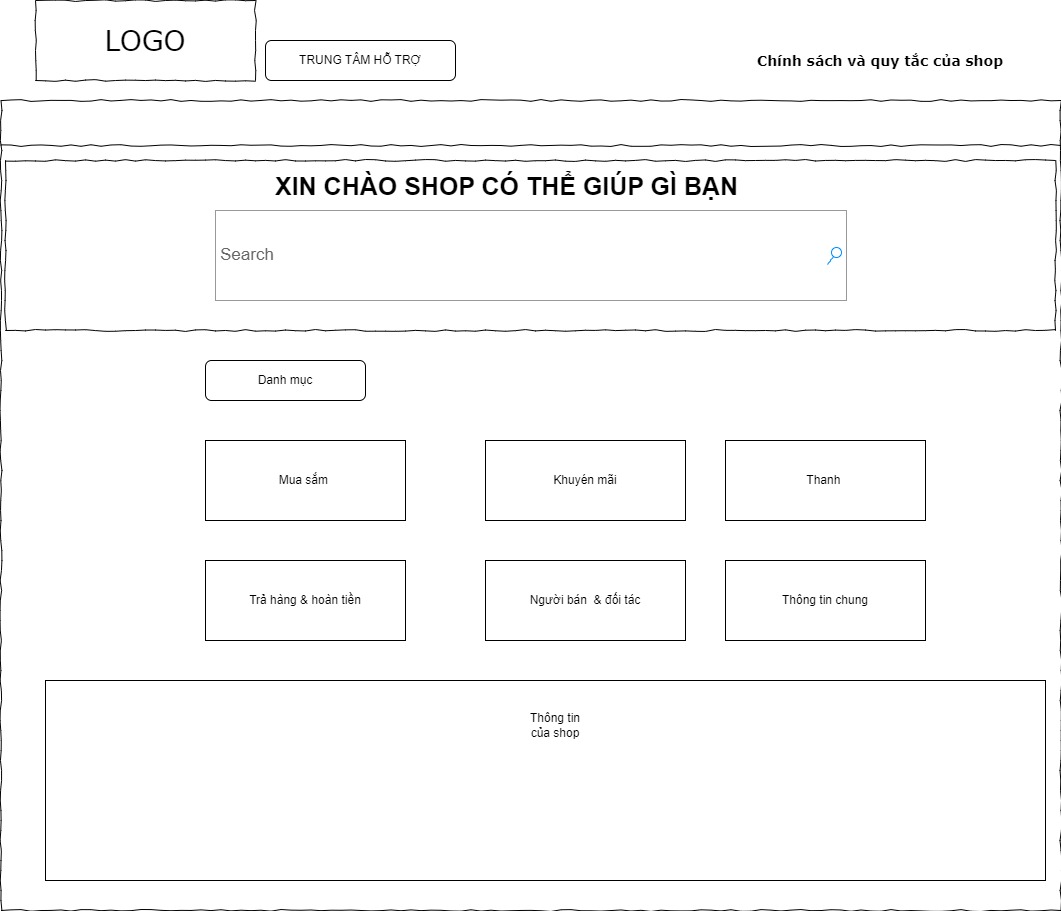 LOGO
TRUNG TÂM HỖ TRỢ
Chính sách và quy tắc của shop
XIN CHÀO SHOP CÓ THỂ GIÚP GÌ BẠN
Search
Danh mục
Mua sắm
Khuyên mãi
Thanh
Trả hàng & hoàn tiền
Người bán & đối tác
Thông tin chung
Thông tin
của shop